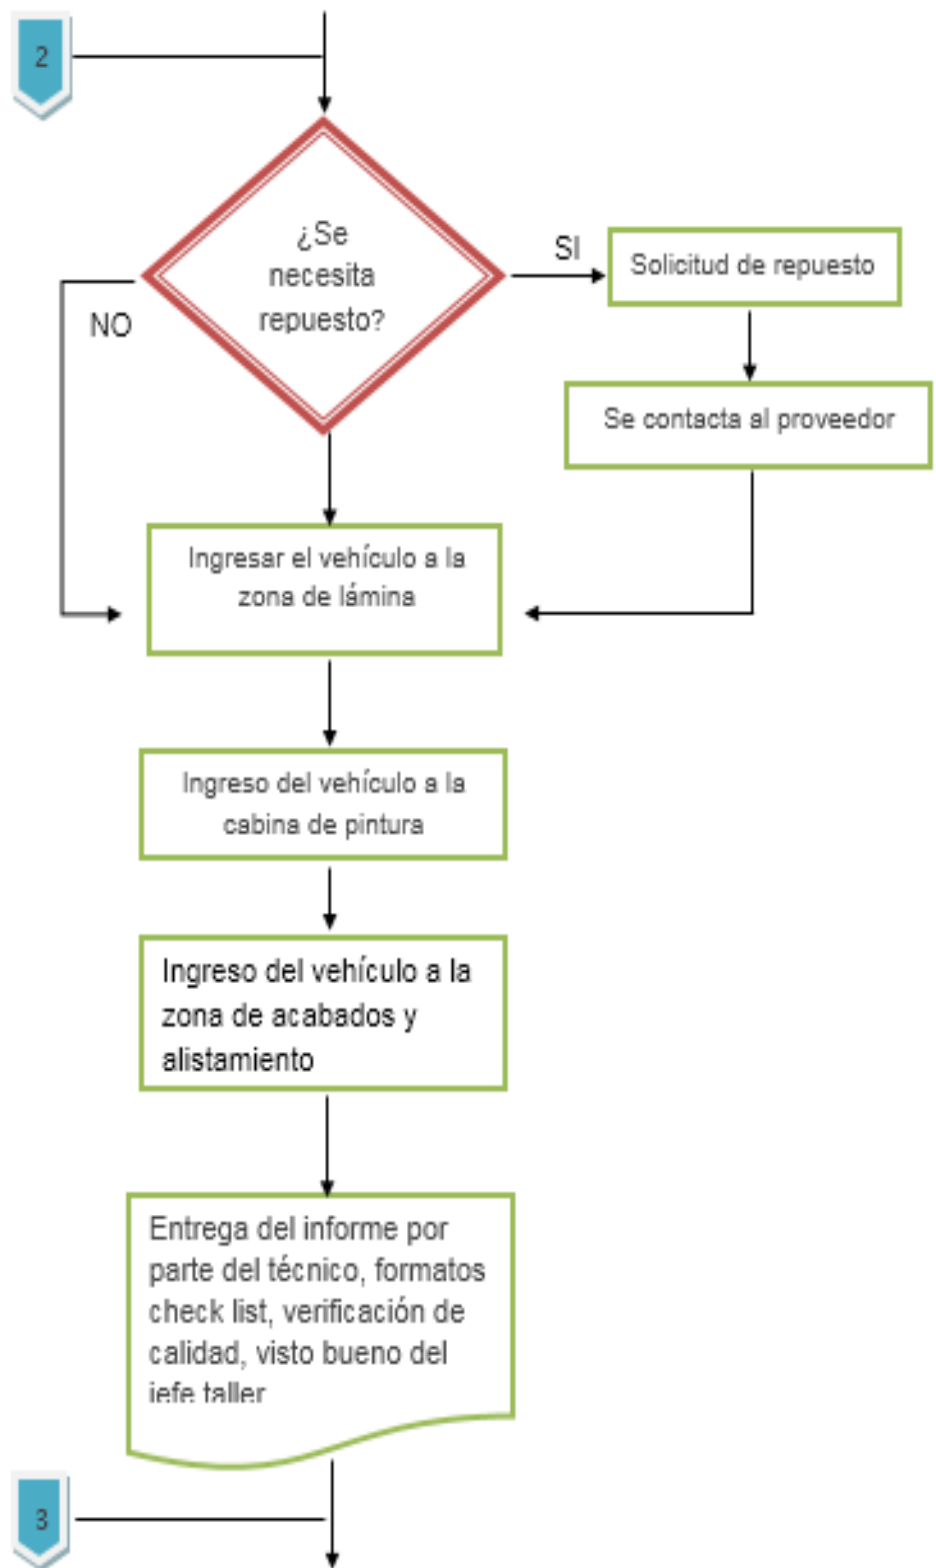 2
¿Se
necesita
repuesto?
SI
Solicitud de repuesto
NO
Se contacta al proveedor
Ingresar el vehículo a la
zona de lámina
Ingreso del vehículo a la
cabina de pintura
Ingreso del vehículo a la
zona de acabados y
alistamiento
Entrega del informe por
parte del técnico, formatos
check list, verificación de
calidad, visto bueno del
jefe taller
3